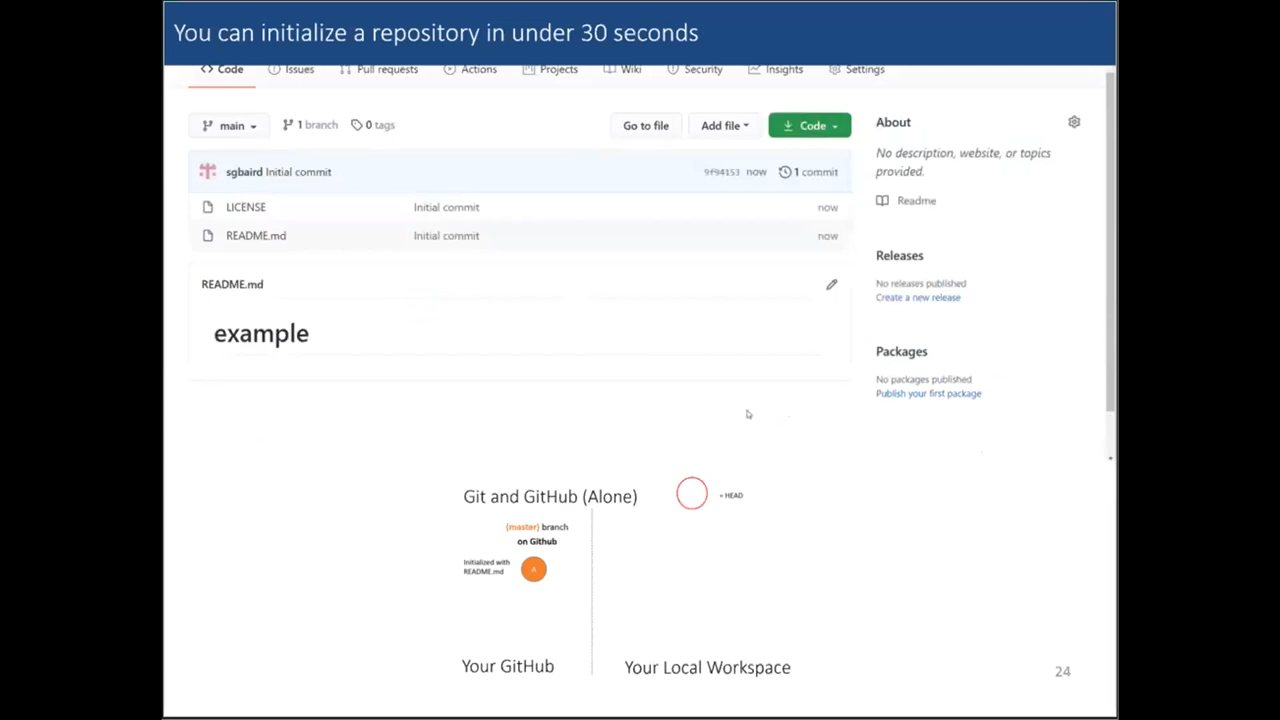 You can initialize a repository in under 30 seconds
Code Issues Pull requests Actions Projects Wiki Security Insights Settings
main 1 branch 0 tags Go to file Add file Code
sgbaird Initial commit 9f94153 now 1 commit
LICENSE Initial commit now
README.md Initial commit now
README.md
example
About
No description, website, or topics
provided.
Readme
Releases
No releases published
Create a new release
Packages
No packages published
Publish your first package
Git and GitHub (Alone)
= HEAD
(master) branch
on Github
Initialized with
README.md
A
Your GitHub
Your Local Workspace
24